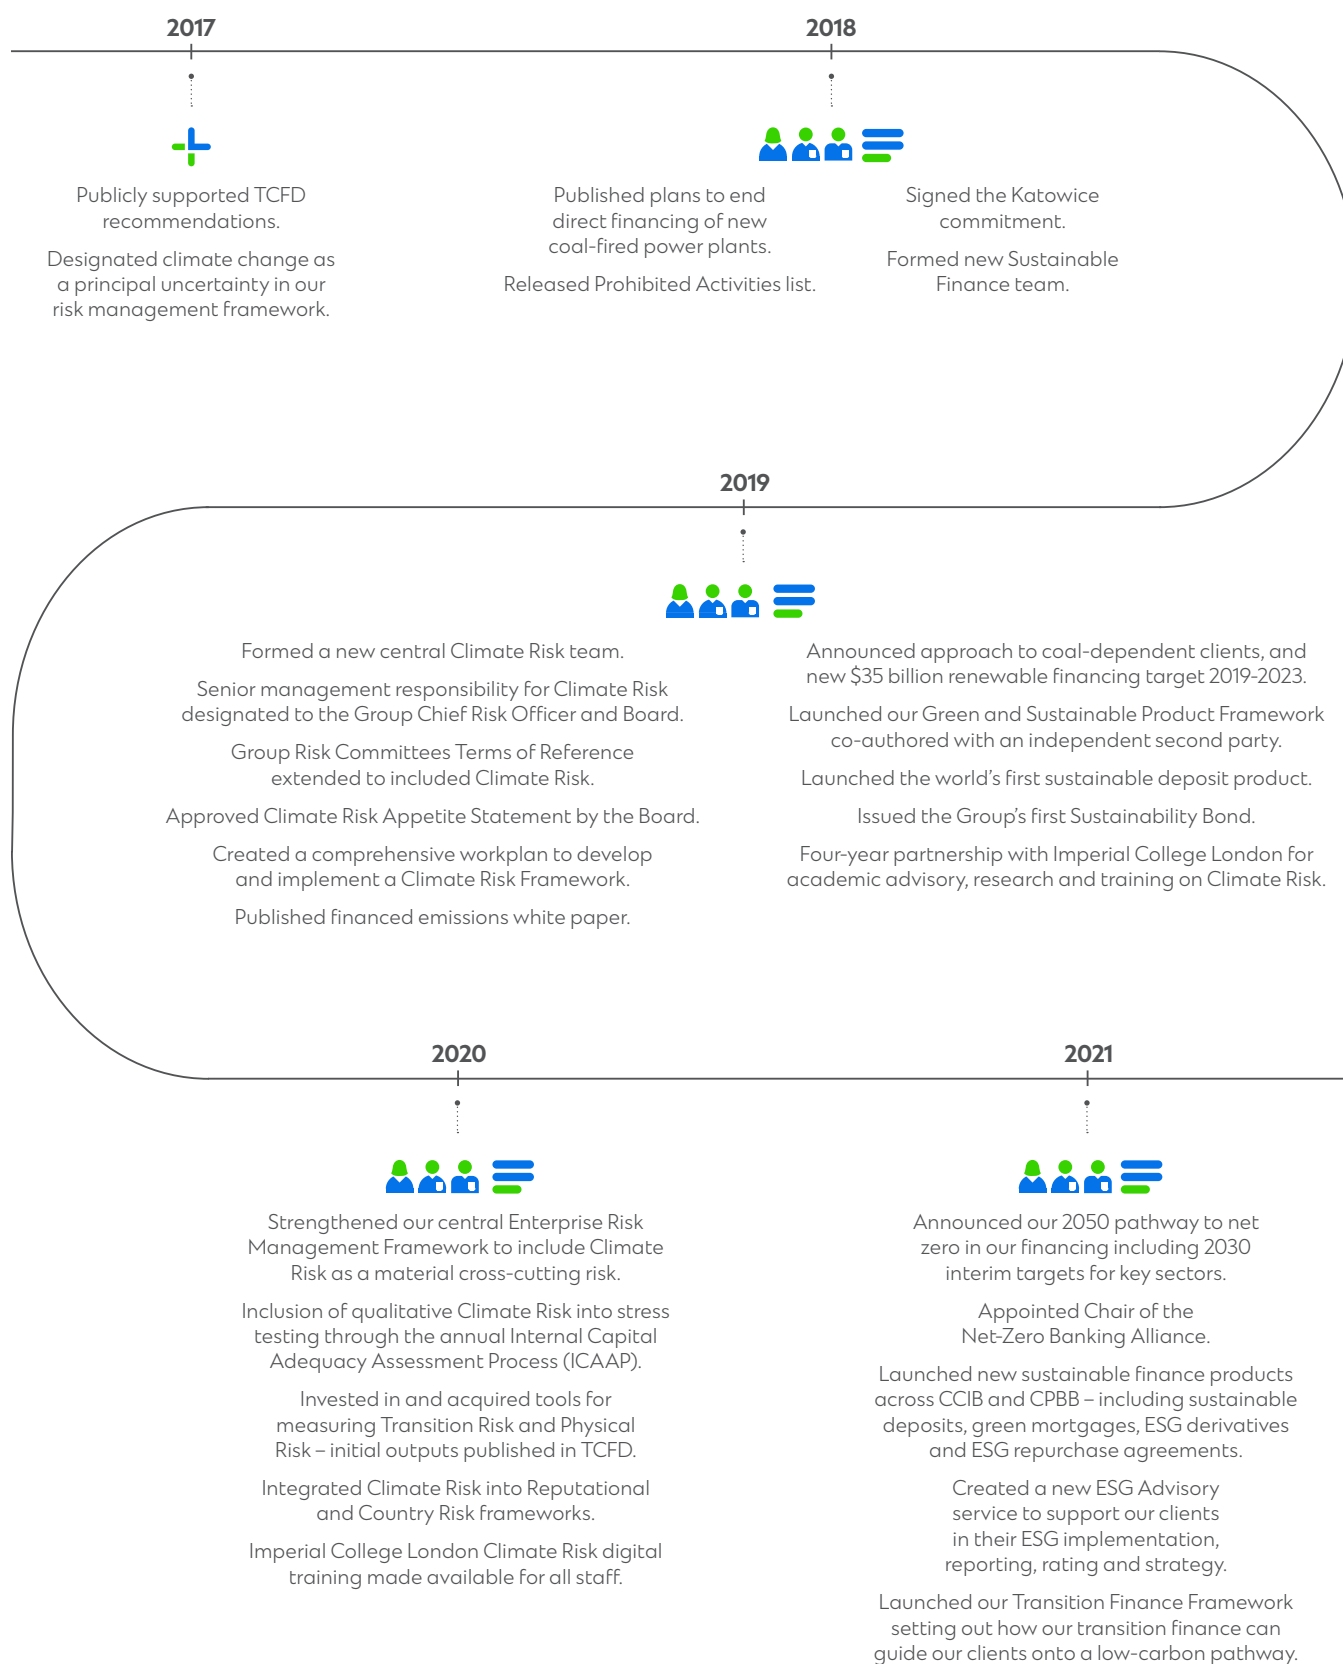 2017
Publicly supported TCFD
recommendations.
Designated climate change as
a principal uncertainty in our
risk management framework.
2018
Published plans to end
direct financing of new
coal-fired power plants.
Released Prohibited Activities list.
Signed the Katowice
commitment.
Formed new Sustainable
Finance team.
2019
Formed a new central Climate Risk team.
Senior management responsibility for Climate Risk
designated to the Group Chief Risk Officer and Board.
Group Risk Committees Terms of Reference
extended to included Climate Risk.
Approved Climate Risk Appetite Statement by the Board.
Created a comprehensive workplan to develop
and implement a Climate Risk Framework.
Published financed emissions white paper.
Announced approach to coal-dependent clients, and
new $35 billion renewable financing target 2019-2023.
Launched our Green and Sustainable Product Framework
co-authored with an independent second party.
Launched the world’s first sustainable deposit product.
Issued the Group’s first Sustainability Bond.
Four-year partnership with Imperial College London for
academic advisory, research and training on Climate Risk.
2020
Strengthened our central Enterprise Risk
Management Framework to include Climate
Risk as a material cross-cutting risk.
Inclusion of qualitative Climate Risk into stress
testing through the annual Internal Capital
Adequacy Assessment Process (ICAAP).
Invested in and acquired tools for
measuring Transition Risk and Physical
Risk – initial outputs published in TCFD.
Integrated Climate Risk into Reputational
and Country Risk frameworks.
Imperial College London Climate Risk digital
training made available for all staff.
2021
Announced our 2050 pathway to net
zero in our financing including 2030
interim targets for key sectors.
Appointed Chair of the
Net-Zero Banking Alliance.
Launched new sustainable finance products
across CCIB and CPBB – including sustainable
deposits, green mortgages, ESG derivatives
and ESG repurchase agreements.
Created a new ESG Advisory
service to support our clients
in their ESG implementation,
reporting, rating and strategy.
Launched our Transition Finance Framework
setting out how our transition finance can
guide our clients onto a low-carbon pathway.